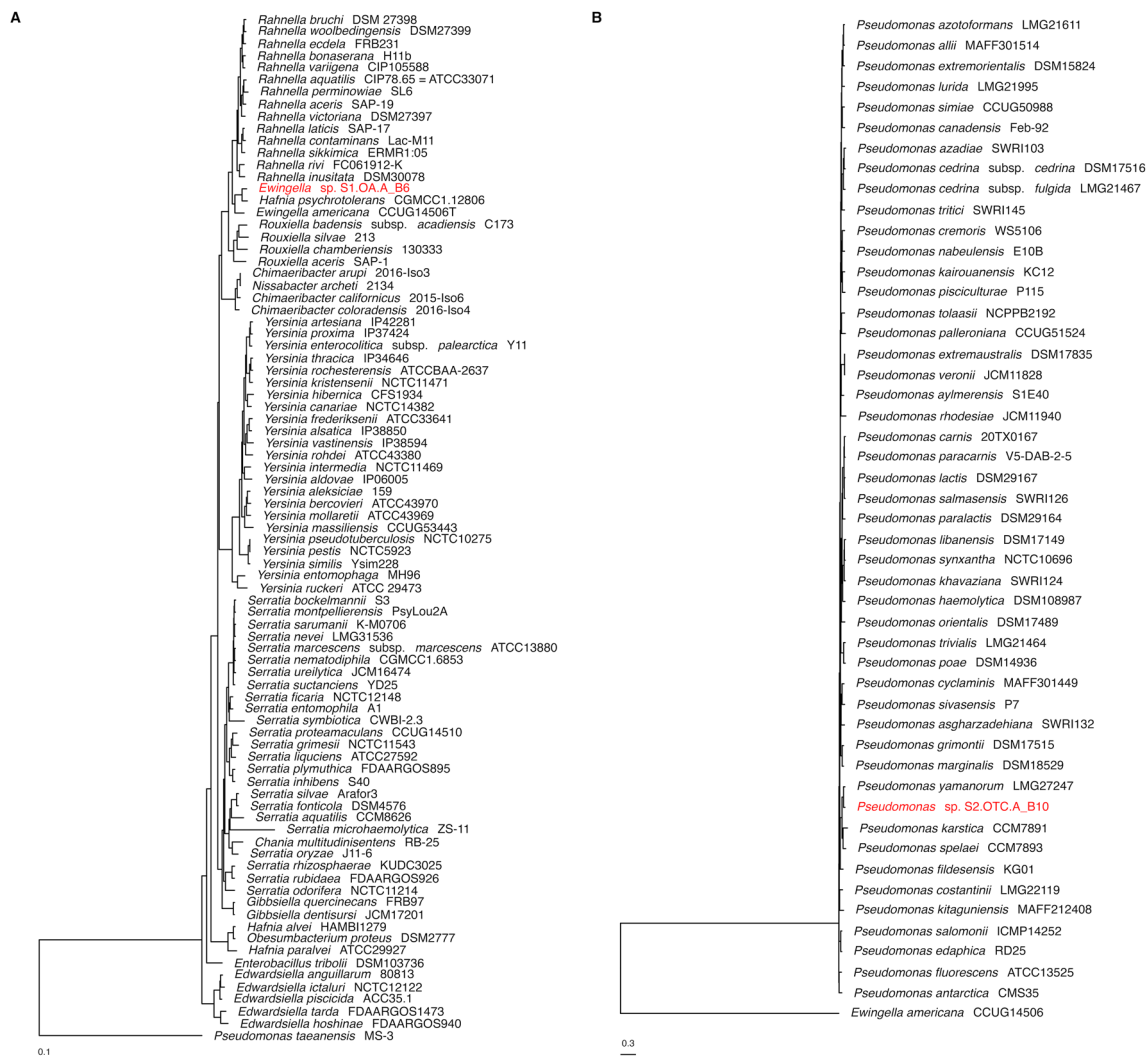 A
Rahnella bruchi DSM 27398
Rahnella woolbedingensis DSM27399
Rahnella ecdela FRB231
Rahnella bonaserana H11b
Rahnella variigena CIP105588
Rahnella aquatilis CIP78.65 = ATCC33071
Rahnella perminowiae SL6
Rahnella aceris SAP-19
Rahnella victoriana DSM27397
Rahnella laticis SAP-17
Rahnella contaminans Lac-M11
Rahnella sikkimica ERMR1:05
Rahnella rivi FC061912-K
Rahnella inusitata DSM30078
Ewingella sp. S1.OA.A_B6
Hafnia psychrotolerans CGMCC1.12806
Ewingella americana CCUG14506T
Rouxiella badensis subsp. acadiensis C173
Rouxiella silvae 213
Rouxiella chamberiensis 130333
Rouxiella aceris SAP-1
Chimaeribacter arupi 2016-Iso3
Nissabacter archeti 2134
Chimaeribacter californicus 2015-Iso6
Chimaeribacter coloradensis 2016-Iso4
Yersinia artesiana IP42281
Yersinia proxima IP37424
Yersinia enterocolitica subsp. palearctica Y11
Yersinia thracica IP34646
Yersinia rochesterensis ATCCBAA-2637
Yersinia kristensenii NCTC11471
Yersinia hibernica CFS1934
Yersinia canariae NCTC14382
Yersinia frederiksenii ATCC33641
Yersinia alsatica IP38850
Yersinia vastinensis IP38594
Yersinia rohdei ATCC43380
Yersinia intermedia NCTC11469
Yersinia aldovae IP06005
Yersinia aleksiciae 159
Yersinia bercovieri ATCC43970
Yersinia mollaretii ATCC43969
Yersinia massiliensis CCUG53443
Yersinia pseudotuberculosis NCTC10275
Yersinia pestis NCTC5923
Yersinia similis Ysim228
Yersinia entomophaga MH96
Yersinia ruckeri ATCC 29473
Serratia bockelmannii S3
Serratia montpellierensis PsyLou2A
Serratia sarumanii K-M0706
Serratia nevei LMG31536
Serratia marcescens subsp. marcescens ATCC13880
Serratia nematodiphila CGMCC1.6853
Serratia ureilytica JCM16474
Serratia suctanciens YD25
Serratia ficaria NCTC12148
Serratia entomophila A1
Serratia symbiotica CWBI-2.3
Serratia proteamaculans CCUG14510
Serratia grimesii NCTC11543
Serratia liquciens ATCC27592
Serratia plymuthica FDAARGOS895
Serratia inhibens S40
Serratia silvae Arafor3
Serratia fonticola DSM4576
Serratia aquatilis CCM8626
Serratia microhaemolytica ZS-11
Chania multitudinisentens RB-25
Serratia oryzae J11-6
Serratia rhizosphaerae KUDC3025
Serratia rubidaea FDAARGOS926
Serratia odorifera NCTC11214
Gibbsiella quercinecans FRB97
Gibbsiella dentisursi JCM17201
Hafnia alvei HAMBI1279
Obesumbacterium proteus DSM2777
Hafnia paralvei ATCC29927
Enterobacillus tribolii DSM103736
Edwardsiella anguillarum 80813
Edwardsiella ictaluri NCTC12122
Edwardsiella piscicida ACC35.1
Edwardsiella tarda FDAARGOS1473
Edwardsiella hoshinae FDAARGOS940
Pseudomonas taeanensis MS-3
0.1
B
Pseudomonas azotoformans LMG21611
Pseudomonas allii MAFF301514
Pseudomonas extremorientalis DSM15824
Pseudomonas lurida LMG21995
Pseudomonas simiae CCUG50988
Pseudomonas canadensis Feb-92
Pseudomonas azadiae SWRI103
Pseudomonas cedrina subsp. cedrina DSM17516
Pseudomonas cedrina subsp. fulgida LMG21467
Pseudomonas tritici SWRI145
Pseudomonas cremoris WS5106
Pseudomonas nabeulensis E10B
Pseudomonas kairouanensis KC12
Pseudomonas pisciculturae P115
Pseudomonas tolaasii NCPPB2192
Pseudomonas palleroniana CCUG51524
Pseudomonas extremaustralis DSM17835
Pseudomonas veronii JCM11828
Pseudomonas aylmerensis S1E40
Pseudomonas rhodesiae JCM11940
Pseudomonas carnis 20TX0167
Pseudomonas paracarnis V5-DAB-2-5
Pseudomonas lactis DSM29167
Pseudomonas salmasensis SWRI126
Pseudomonas paralactis DSM29164
Pseudomonas libanensis DSM17149
Pseudomonas synxantha NCTC10696
Pseudomonas khavaziana SWRI124
Pseudomonas haemolytica DSM108987
Pseudomonas orientalis DSM17489
Pseudomonas trivialis LMG21464
Pseudomonas poae DSM14936
Pseudomonas cyclaminis MAFF301449
Pseudomonas sivasensis P7
Pseudomonas asgharzadehiana SWRI132
Pseudomonas grimontii DSM17515
Pseudomonas marginalis DSM18529
Pseudomonas yamanorum LMG27247
Pseudomonas sp. S2.OTC.A_B10
Pseudomonas karstica CCM7891
Pseudomonas spelaei CCM7893
Pseudomonas fildesensis KG01
Pseudomonas costantinii LMG22119
Pseudomonas kitaguniensis MAFF212408
Pseudomonas salomonii ICMP14252
Pseudomonas edaphica RD25
Pseudomonas fluorescens ATCC13525
Pseudomonas antarctica CMS35
Ewingella americana CCUG14506
0.3